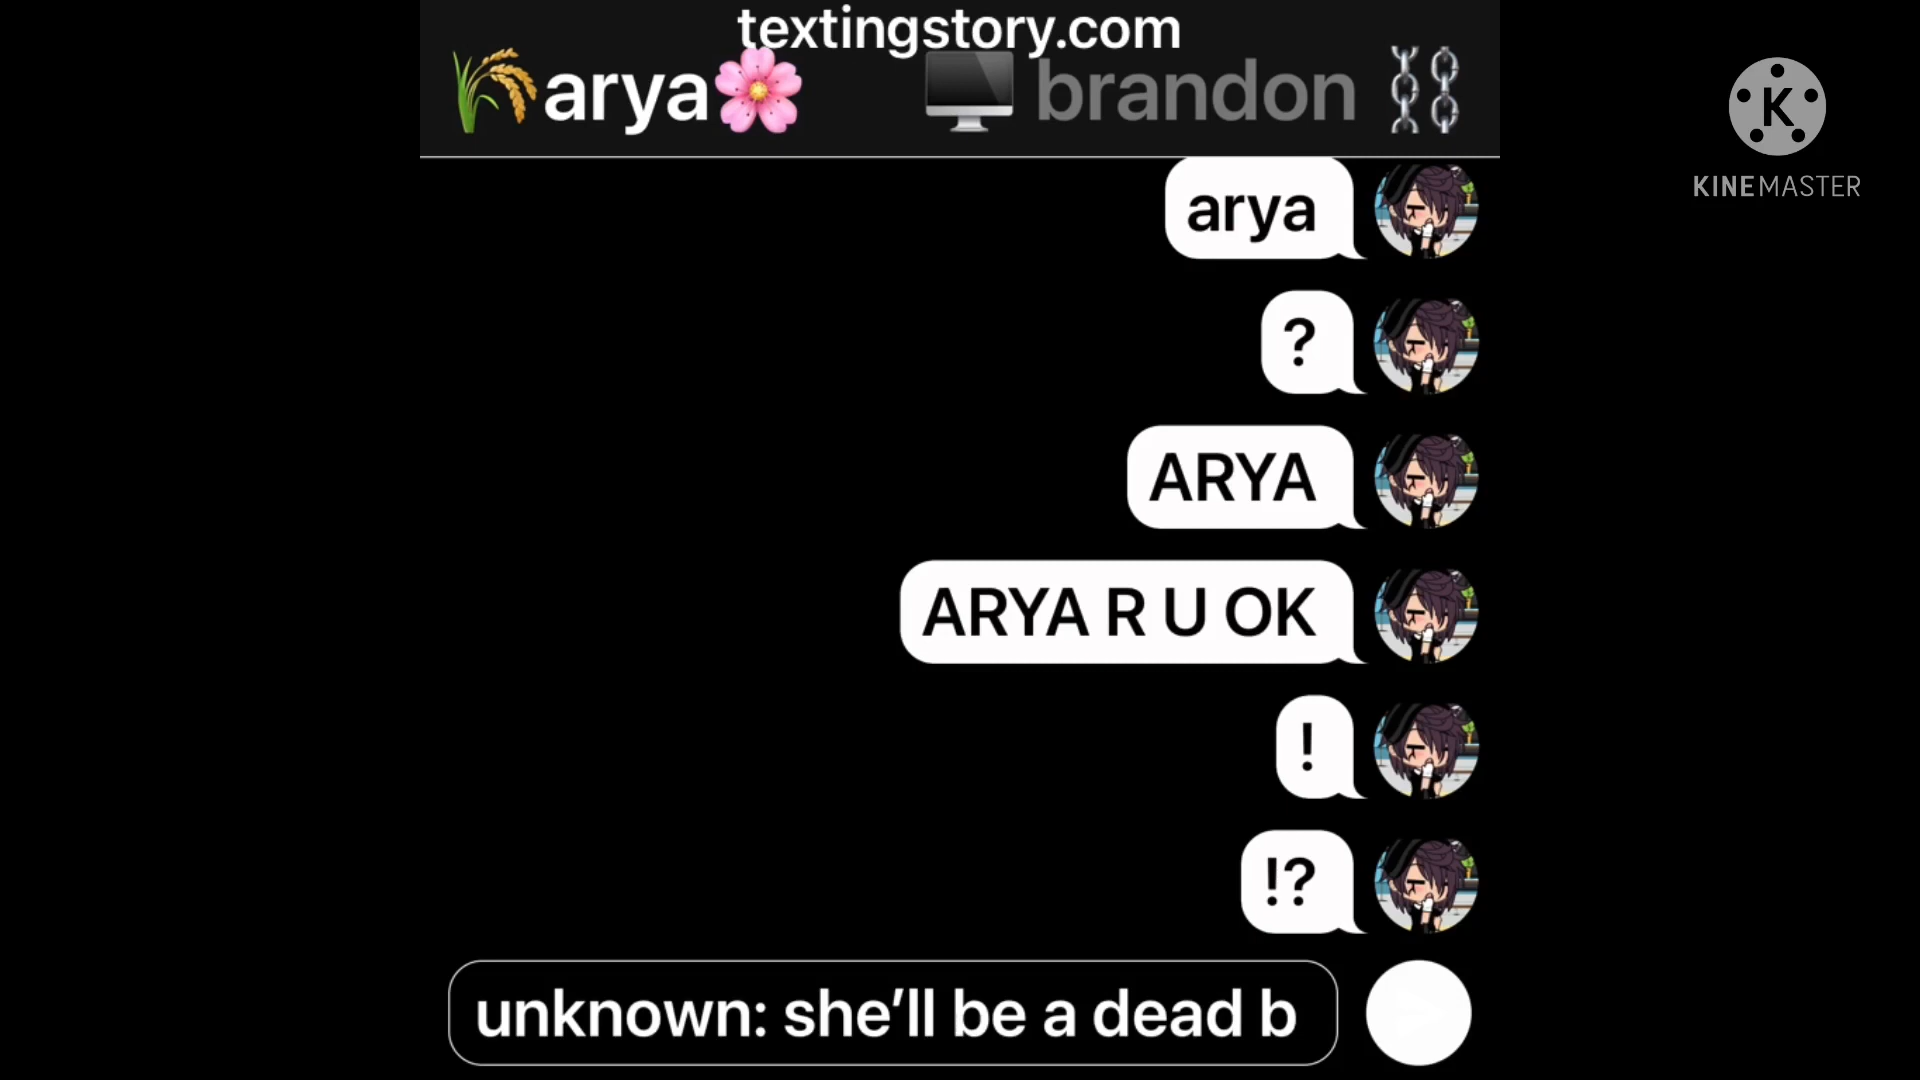 textingstory.com
arya
brandon
KINEMASTER
arya
?
ARYA
ARYA R U OK
!
!?
unknown: she’ll be a dead b